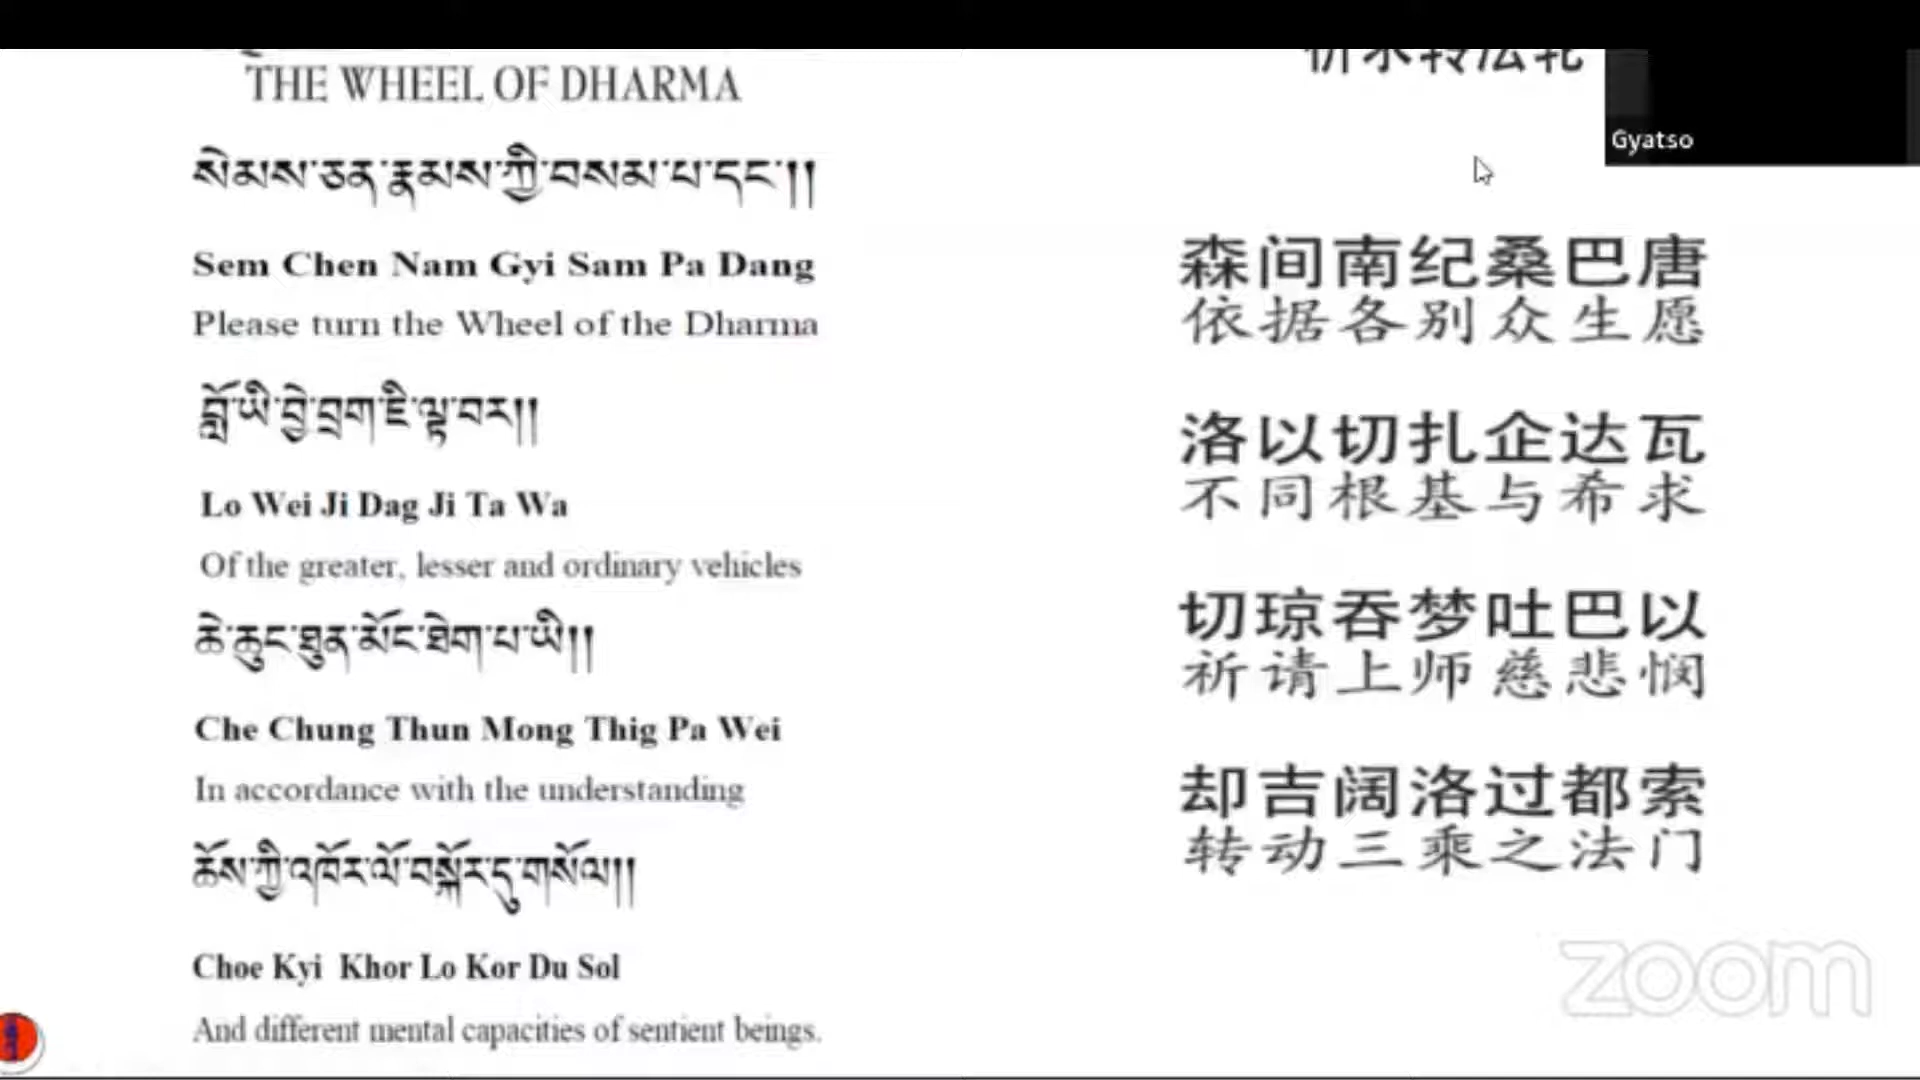 THE WHEEL OF DHARMA
སེམས་ཅན་རྣམས་ཀྱི་བསམ་པ་དང་།།
Sem Chen Nam Gyi Sam Pa Dang
Please turn the Wheel of the Dharma
བློ་ཡི་བྱེ་བྲག་ཇི་ལྟ་བར།།
Lo Wei Ji Dag Ji Ta Wa
Of the greater, lesser and ordinary vehicles
ཆེ་ཆུང་ཐུན་མོང་ཐེག་པ་ཡི།།
Che Chung Thun Mong Thig Pa Wei
In accordance with the understanding
ཆོས་ཀྱི་འཁོར་ལོ་བསྐོར་དུ་གསོལ།།
Choe Kyi Khor Lo Kor Du Sol
And different mental capacities of sentient beings.
祈求转法轮
Gyatso
森间南纪桑巴唐
依据各别众生愿
洛以切扎企达瓦
不同根基与希求
切琼吞梦吐巴以
祈请上师慈悲悯
却吉阔洛过都索
转动三乘之法门
zoom